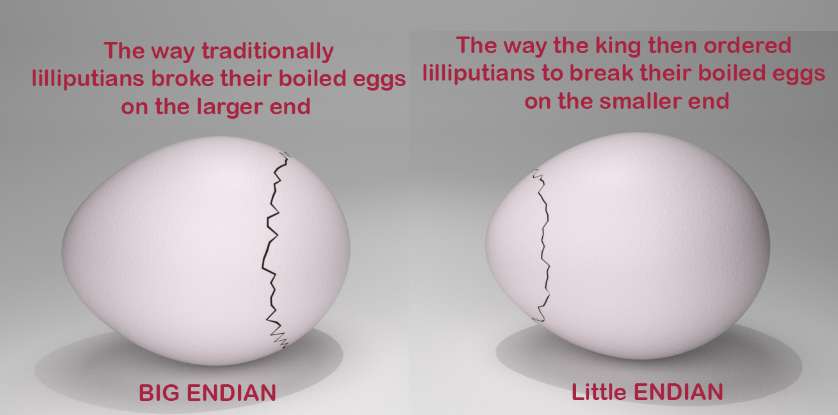 The way traditionally
lilliputians broke their boiled eggs
on the larger end
The way the king then ordered
lilliputians to break their boiled eggs
on the smaller end
BIG ENDIAN
Little ENDIAN